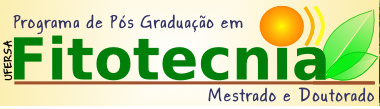 Programa de Pós Graduação em
UFERSA
Fitotecnia
Mestrado e Doutorado